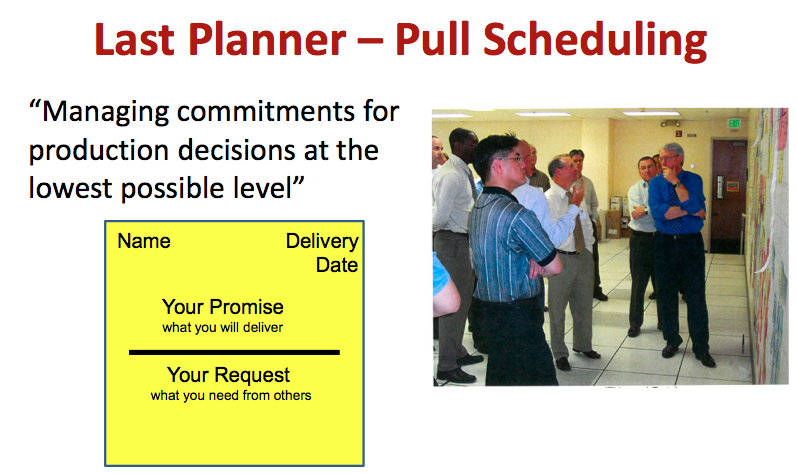 Last Planner – Pull Scheduling
“Managing commitments for
production decisions at the
lowest possible level”
Name
Delivery
Date
Your Promise
what you will deliver
Your Request
what you need from others